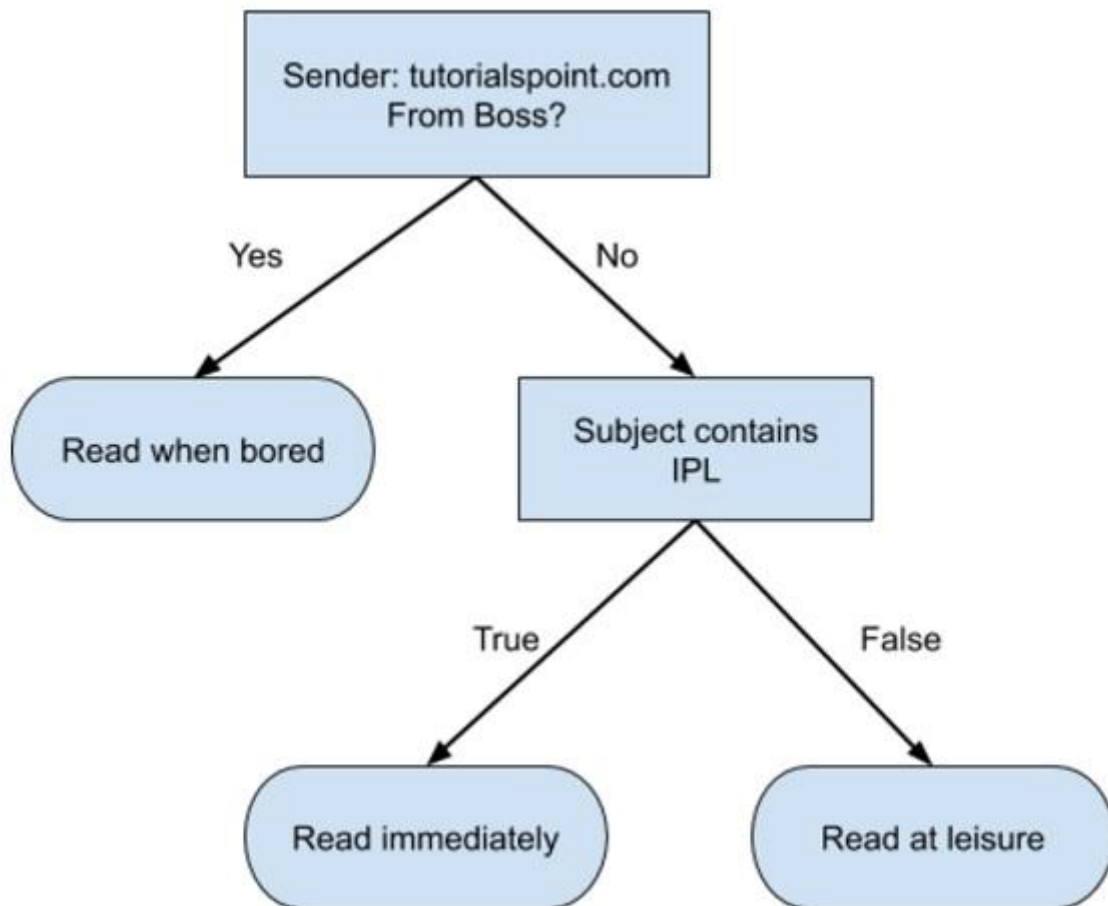 Sender: tutorialspoint.com
From Boss?
Yes
No
Read when bored
Subject contains
IPL
True
False
Read immediately
Read at leisure